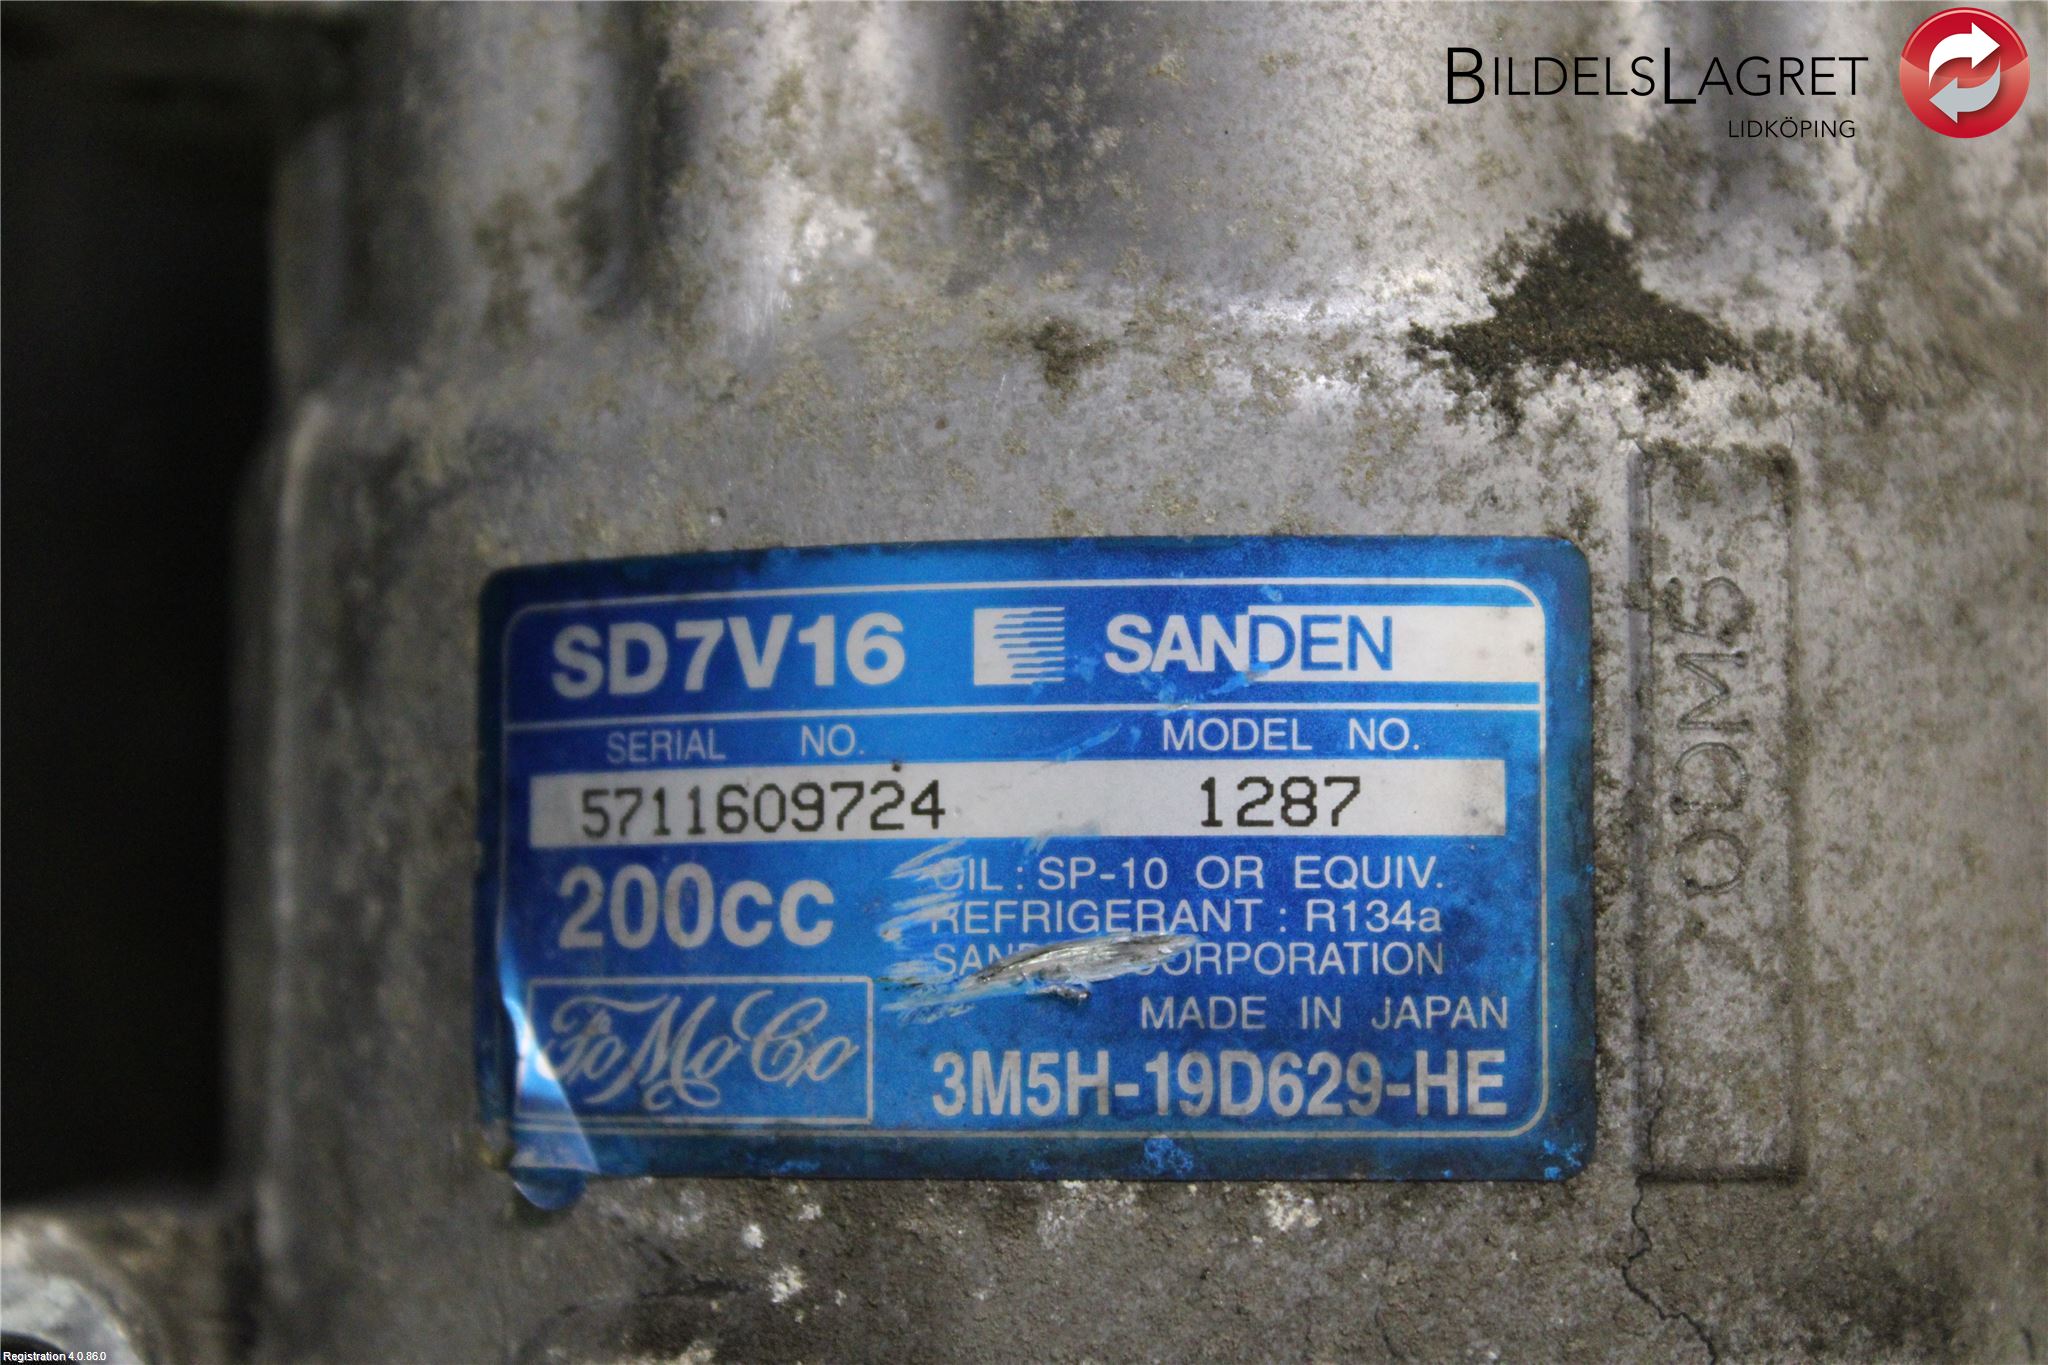 BILDELSLAGRET
LIDKÖPING
SD7V16 SANDEN
SERIAL NO. MODEL NO.
5711609724 1287
200cc
OIL : SP-10 OR EQUIV.
REFRIGERANT : R134a
CORPORATION
MADE IN JAPAN
FoMoCo
3M5H-19D629-HE
Registration 4.0.86.0